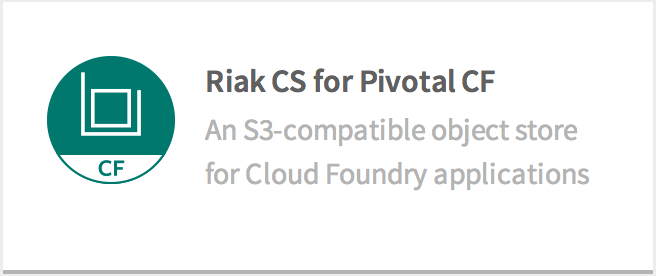 Riak CS for Pivotal CF
An S3-compatible object store
for Cloud Foundry applications
CF